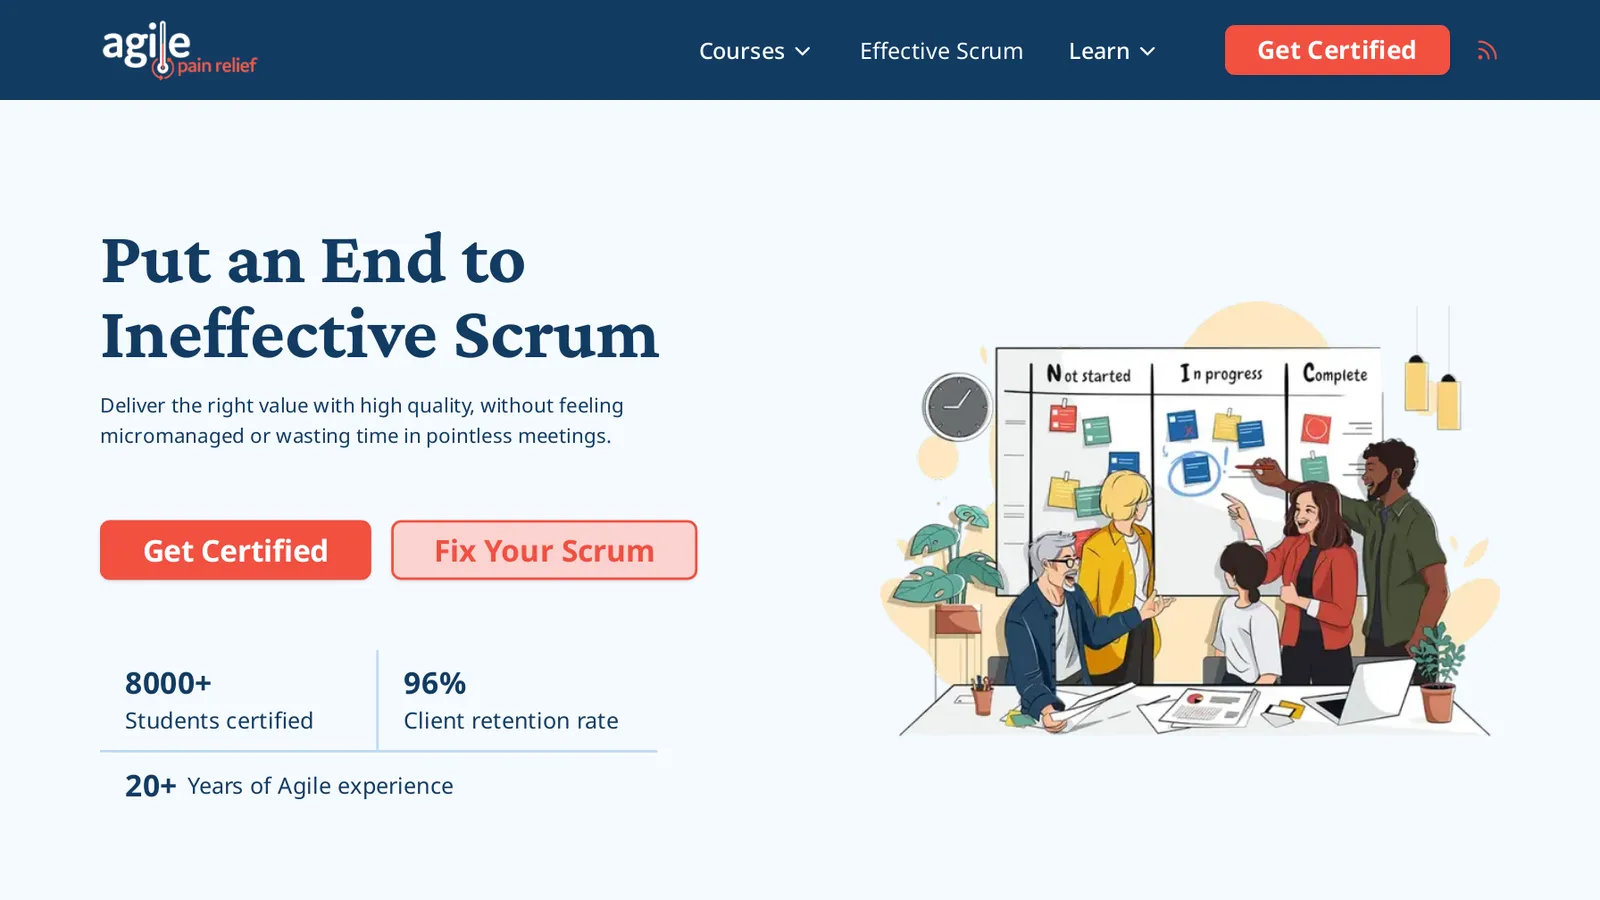 agile
pain relief
Courses
Effective Scrum
Learn
Get Certified
Put an End to
Ineffective Scrum
Deliver the right value with high quality, without feeling
micromanaged or wasting time in pointless meetings.
Get Certified
Fix Your Scrum
8000+
Students certified
96%
Client retention rate
20+ Years of Agile experience
Not started
In progress
Complete